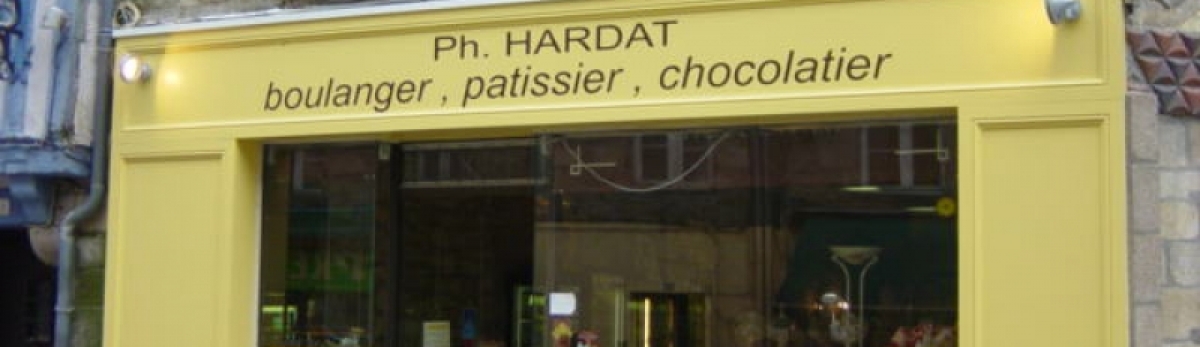 Ph. HARDAT
boulanger , patissier , chocolatier